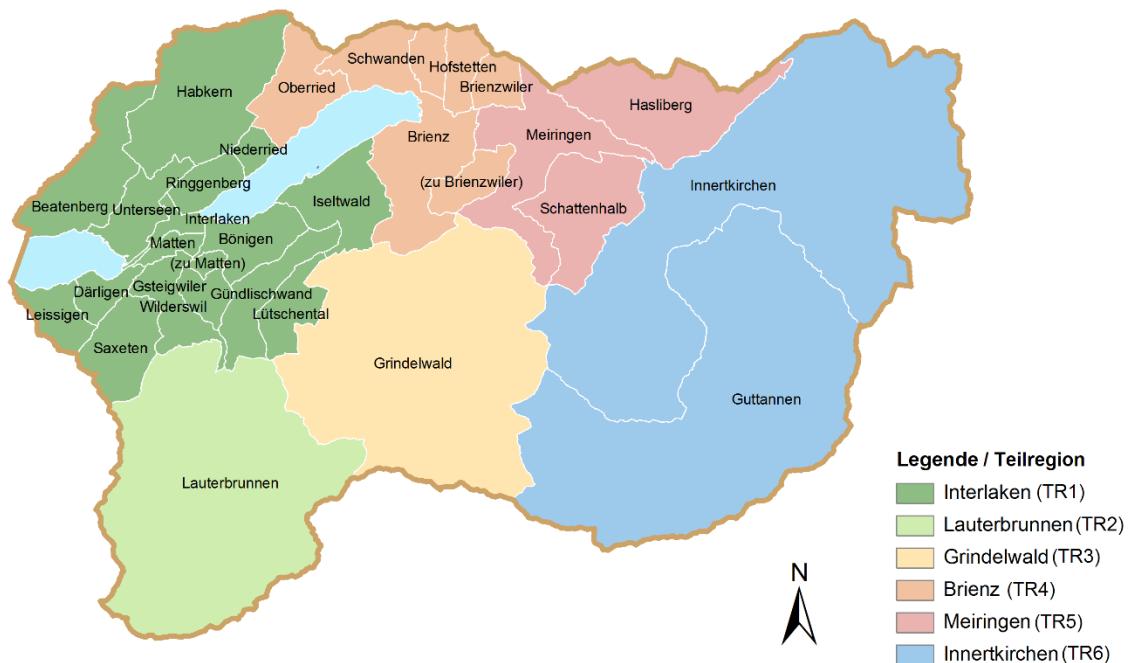 Schwanden
Hofstetten
Oberried
Brienzwiler
Habkern
Hasliberg
Brienz
Meiringen
Niederried
Ringgenberg
(zu Brienzwiler)
Innertkirchen
Beatenberg
Unterseen
Iseltwald
Schattenhalb
Interlaken
Matten
Bönigen
(zu Matten)
Därligen
Gsteigwiler
Gündlischwand
Leissigen
Wilderswil
Lütschental
Saxeten
Grindelwald
Guttannen
Lauterbrunnen
Legende / Teilregion
Interlaken (TR1)
Lauterbrunnen (TR2)
Grindelwald (TR3)
Brienz (TR4)
Meiringen (TR5)
Innertkirchen (TR6)
N